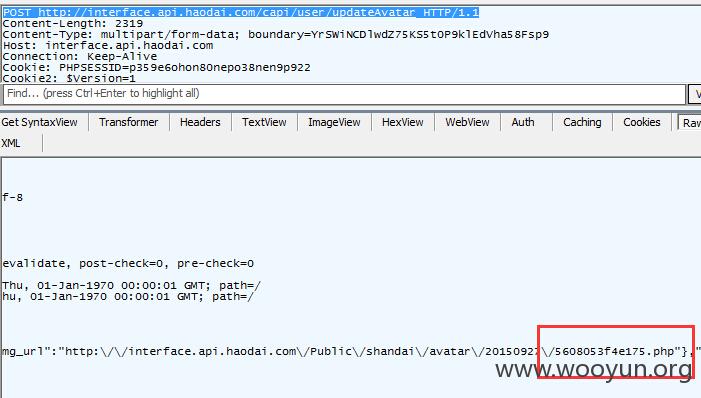 POST http://interface.api.haodai.com/capi/user/updateAvatar HTTP/1.1
Content-Length: 2319
Content-Type: multipart/form-data; boundary=YrSWiNCDlwdZ75KS5tOP9klEdVha58Fsp9
Host: interface.api.haodai.com
Connection: Keep-Alive
Cookie: PHPSESSID=p359e6ohon80nepo38nen9p922
Cookie2: $Version=1
Find... (press Ctrl+Enter to highlight all)
V
Get SyntaxView Transformer Headers TextView ImageView HexView WebView Auth Caching Cookies Raw
XML
f-8
evalidate, post-check=0, pre-check=0
Thu, 01-Jan-1970 00:00:01 GMT; path=/
hu, 01-Jan-1970 00:00:01 GMT; path=/
mg_url":"http:\/\/interface.api.haodai.com\/Public\/shandai\/avatar\/20150927\/5608053f4e175.php"},"
www.wooyun.org